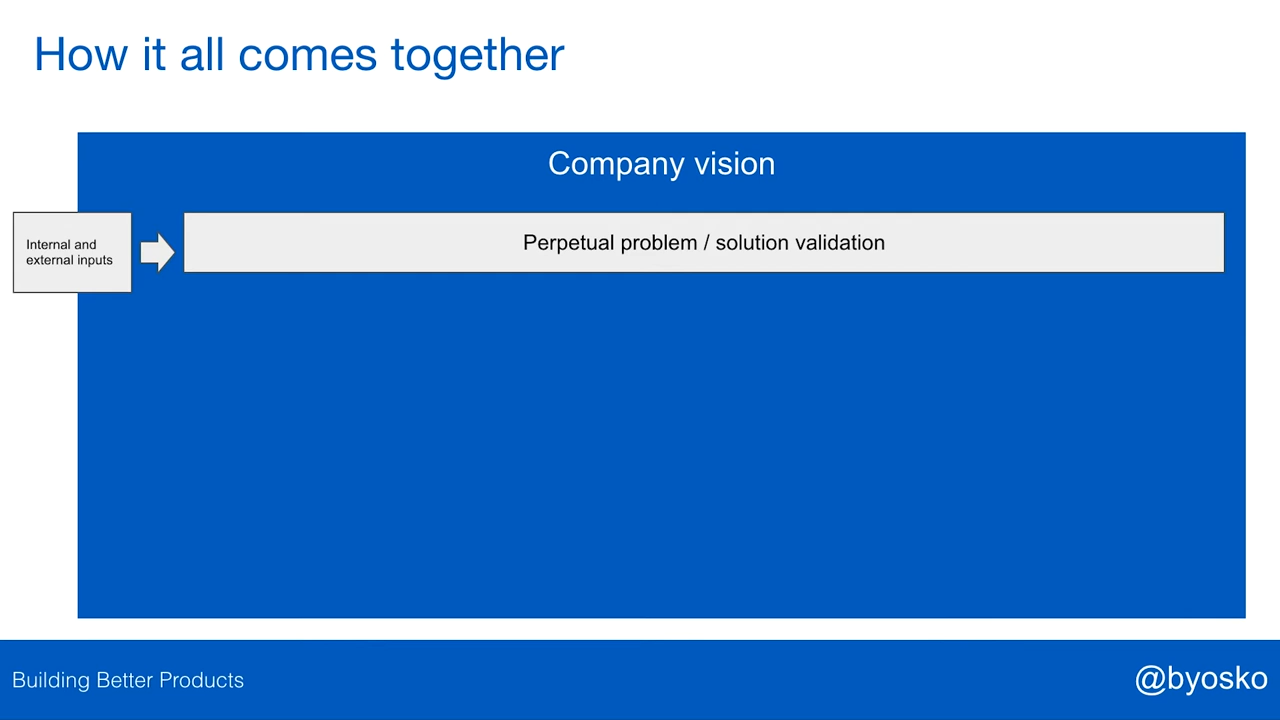 How it all comes together
Company vision
Internal and
external inputs
Perpetual problem / solution validation
Building Better Products
@byosko